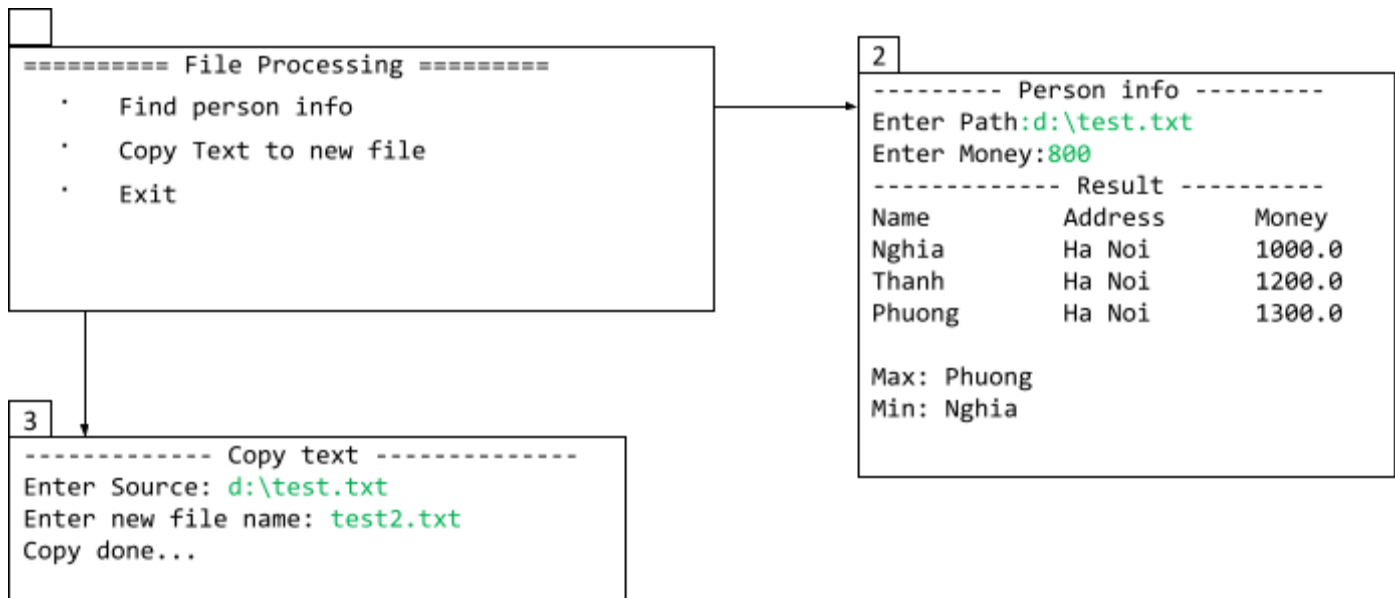 ========== File Processing =========
· Find person info
· Copy Text to new file
· Exit
2
--------- Person info ---------
Enter Path:d:\test.txt
Enter Money:800
------------- Result ----------
Name Address Money
Nghia Ha Noi 1000.0
Thanh Ha Noi 1200.0
Phuong Ha Noi 1300.0
Max: Phuong
Min: Nghia
3
------------- Copy text --------------
Enter Source: d:\test.txt
Enter new file name: test2.txt
Copy done...